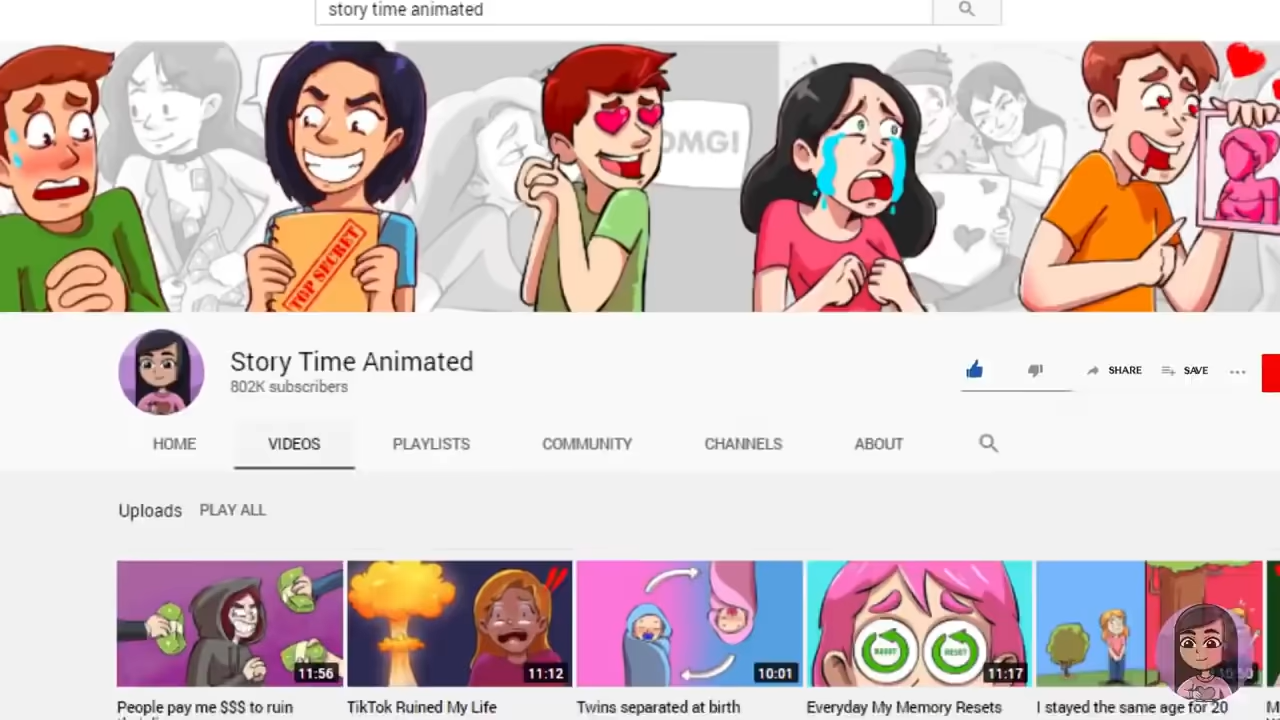 story time animated
OMG!
TOP SECRET
Story Time Animated
802K subscribers
SHARE
SAVE
HOME
VIDEOS
PLAYLISTS
COMMUNITY
CHANNELS
ABOUT
Uploads
PLAY ALL
11:56
11:12
10:01
RESET
11:17
People pay me $$$ to ruin
TikTok Ruined My Life
Twins separated at birth
Everyday My Memory Resets
I stayed the same age for 20
M